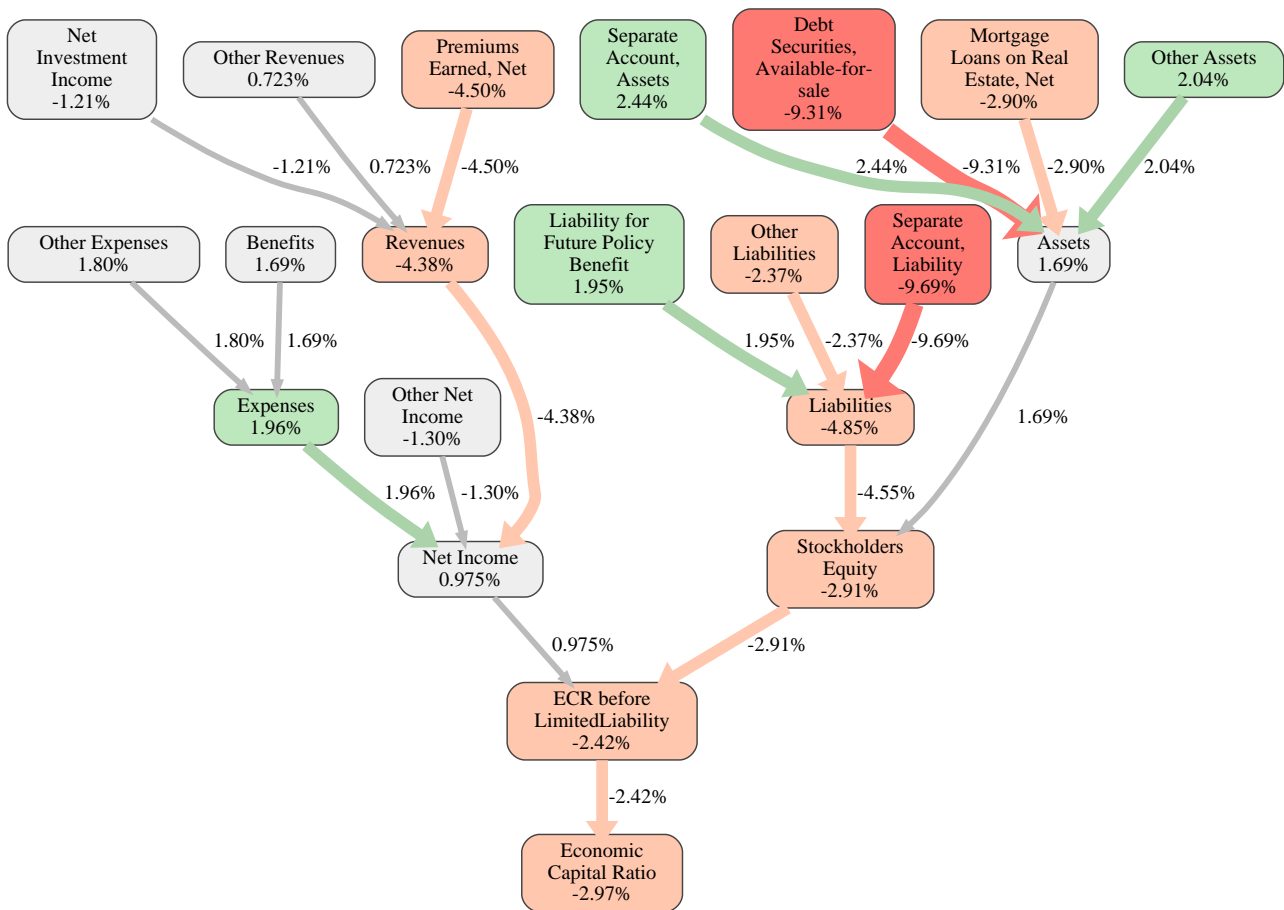 Net
Investment
Income
-1.21%
Other Revenues
0.723%
Premiums
Earned, Net
-4.50%
Separate
Account,
Assets
2.44%
Debt
Securities,
Available-for-
sale
-9.31%
Mortgage
Loans on Real
Estate, Net
-2.90%
Other Assets
2.04%
-1.21%
0.723%
-4.50%
2.44%
-9.31%
-2.90%
2.04%
Other Expenses
1.80%
Benefits
1.69%
Revenues
-4.38%
Liability for
Future Policy
Benefit
1.95%
Other
Liabilities
-2.37%
Separate
Account,
Liability
-9.69%
Assets
1.69%
1.80%
1.69%
1.95%
-2.37%
-9.69%
Expenses
1.96%
Other Net
Income
-1.30%
-4.38%
Liabilities
-4.85%
1.69%
1.96%
-1.30%
-4.55%
Net Income
0.975%
Stockholders
Equity
-2.91%
0.975%
-2.91%
ECR before
LimitedLiability
-2.42%
-2.42%
Economic
Capital Ratio
-2.97%